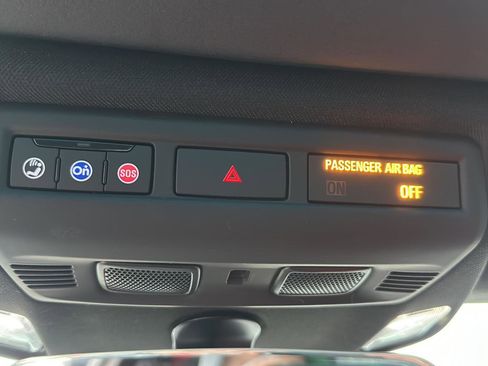 On
SOS
PASSENGER AIR BAG
ON
OFF